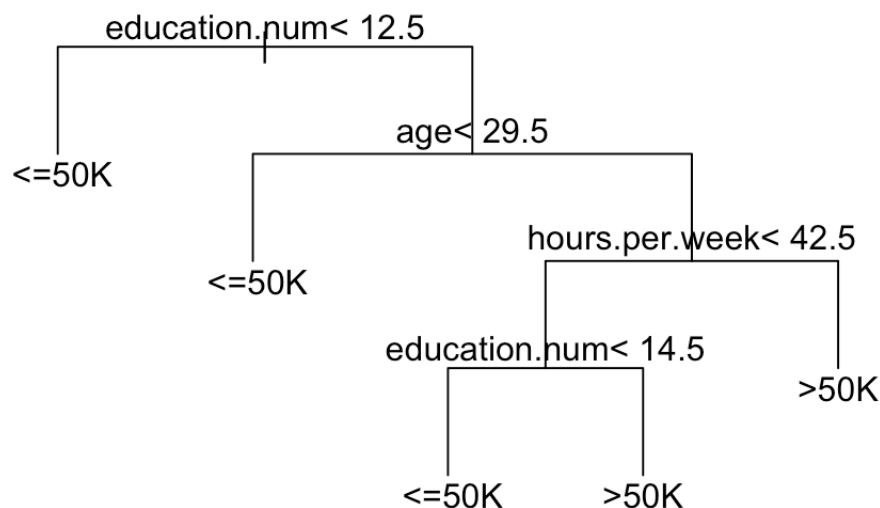 education.num< 12.5
age< 29.5
<=50K
hours.per.week< 42.5
<=50K
education.num< 14.5
>50K
<=50K
>50K